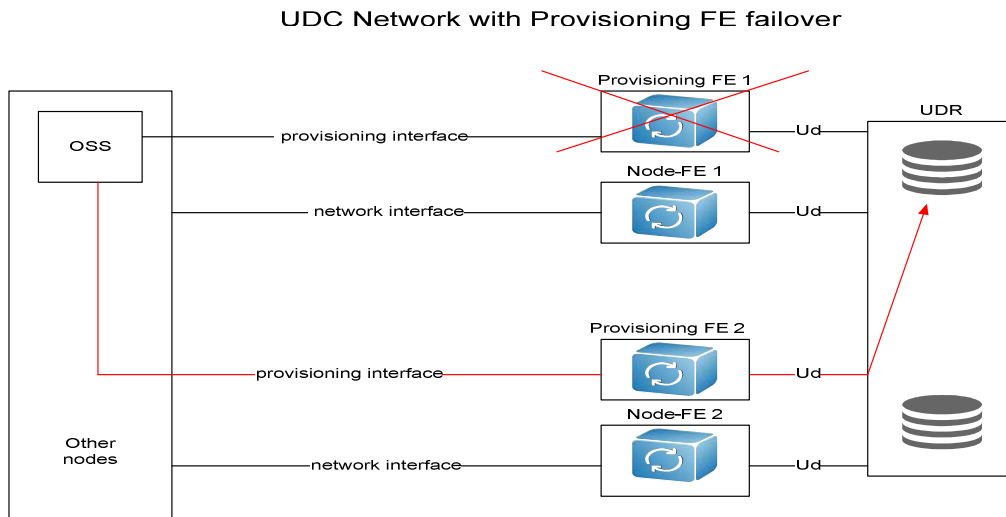 UDC Network with Provisioning FE failover
Provisioning FE 1
UDR
OSS
provisioning interface
Ud
Node-FE 1
network interface
Ud
Provisioning FE 2
provisioning interface
Ud
Node-FE 2
Other
nodes
network interface
Ud